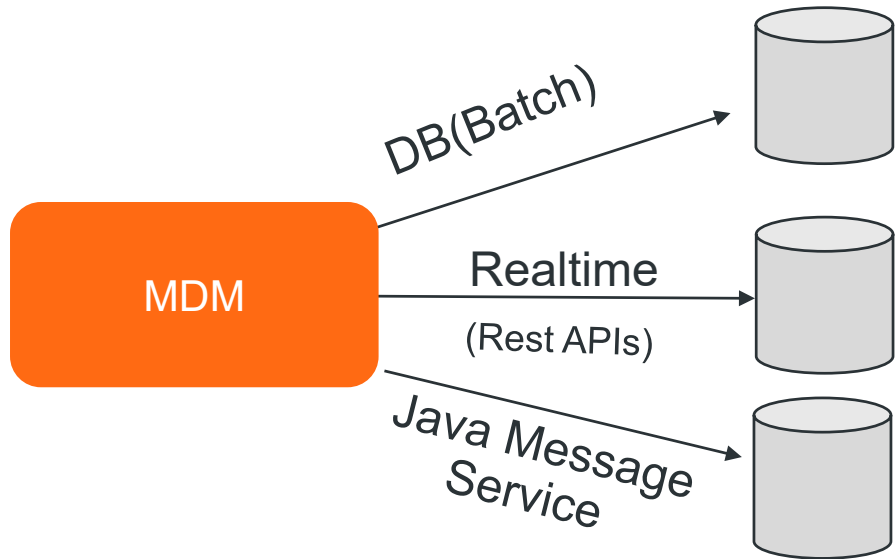 DB(Batch)
MDM
Realtime
(Rest APIs)
Java Message
Service